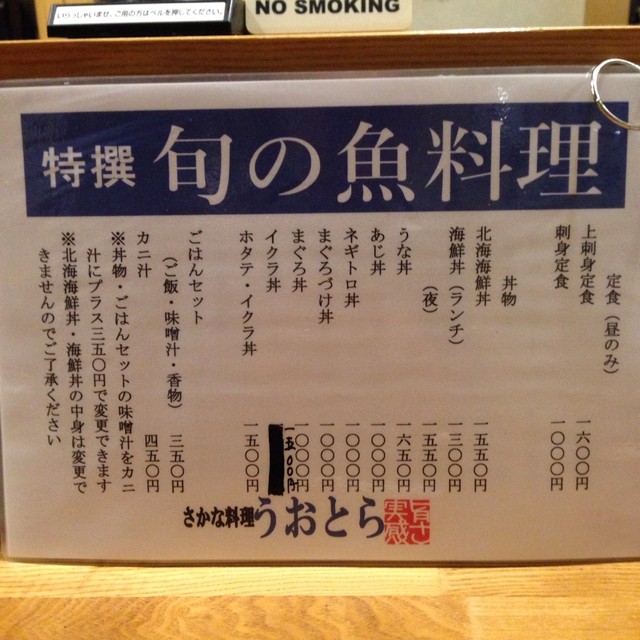 いらっしゃいませ、ご用の方はベルを押してください。
NO SMOKING
特撰 旬の魚料理
定食（昼のみ）
上刺身定食 一六〇〇円
刺身定食 一〇〇〇円
丼物
北海海鮮丼 一五五〇円
海鮮丼（ランチ） 一三〇〇円
（夜） 一五五〇円
うな丼 一六五〇円
あじ丼 一〇〇〇円
ネギトロ丼 一〇〇〇円
まぐろづけ丼 一〇〇〇円
まぐろ丼 一〇〇〇円
イクラ丼 一五〇〇円
ホタテ・イクラ丼 一五〇〇円
ごはんセット
（ご飯・味噌汁・香物） 三五〇円
カニ汁 四五〇円
※丼物・ごはんセットの味噌汁をカニ
汁にプラス三五〇円で変更できます
※北海海鮮丼・海鮮丼の中身は変更で
きませんのでご了承ください
さかな料理 うおとら